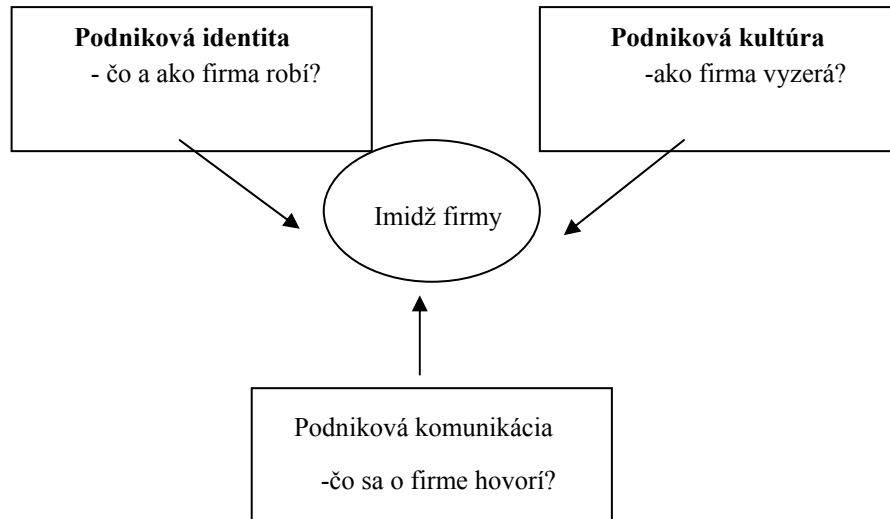 Podniková identita
- čo a ako firma robí?
Podniková kultúra
-ako firma vyzerá?
Imidž firmy
Podniková komunikácia
-čo sa o firme hovorí?